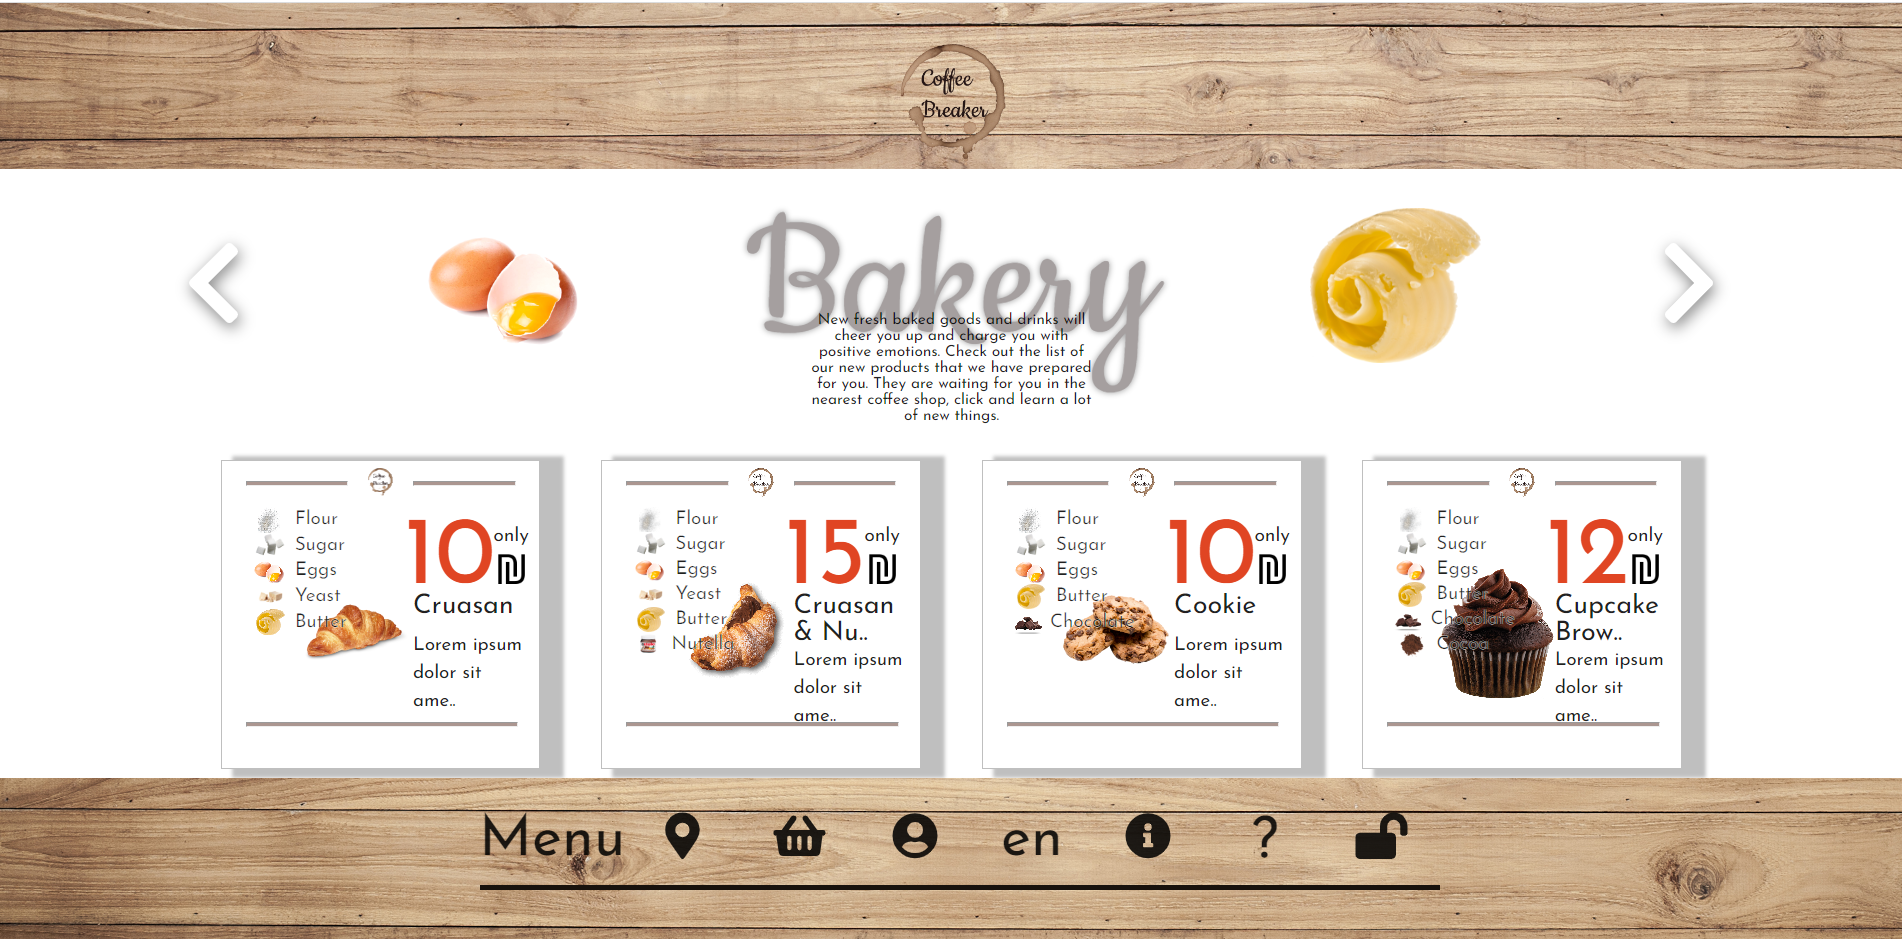 Coffee
Breaker
Bakery
New fresh baked goods and drinks will
cheer you up and charge you with
positive emotions. Check out the list of
our new products that we have prepared
for you. They are waiting for you in the
nearest coffee shop, click and learn a lot
of new things.
Flour
Sugar
Eggs
Yeast
Butter
10 only
₪
Cruasan
Lorem ipsum
dolor sit
ame..
Flour
Sugar
Eggs
Yeast
Butter
Nutella
15 only
₪
Cruasan
& Nu..
Lorem ipsum
dolor sit
ame..
Flour
Sugar
Eggs
Butter
Chocolate
10 only
₪
Cookie
Lorem ipsum
dolor sit
ame..
Flour
Sugar
Eggs
Butter
Chocolate
Cocoa
12 only
₪
Cupcake
Brow..
Lorem ipsum
dolor sit
ame..
Menu en ?